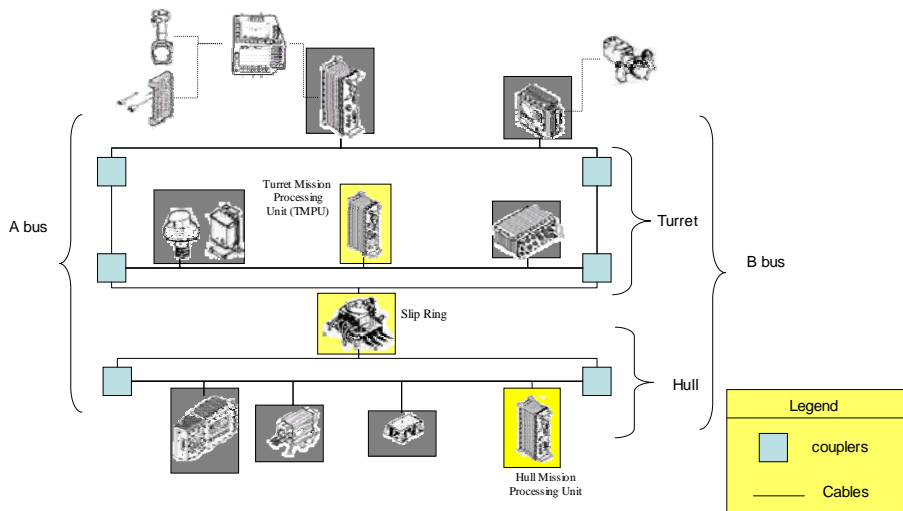 Turret Mission
Processing
Unit (TMPU)
A bus
Turret
B bus
Slip Ring
Hull
Hull Mission
Processing Unit
Legend
couplers
Cables